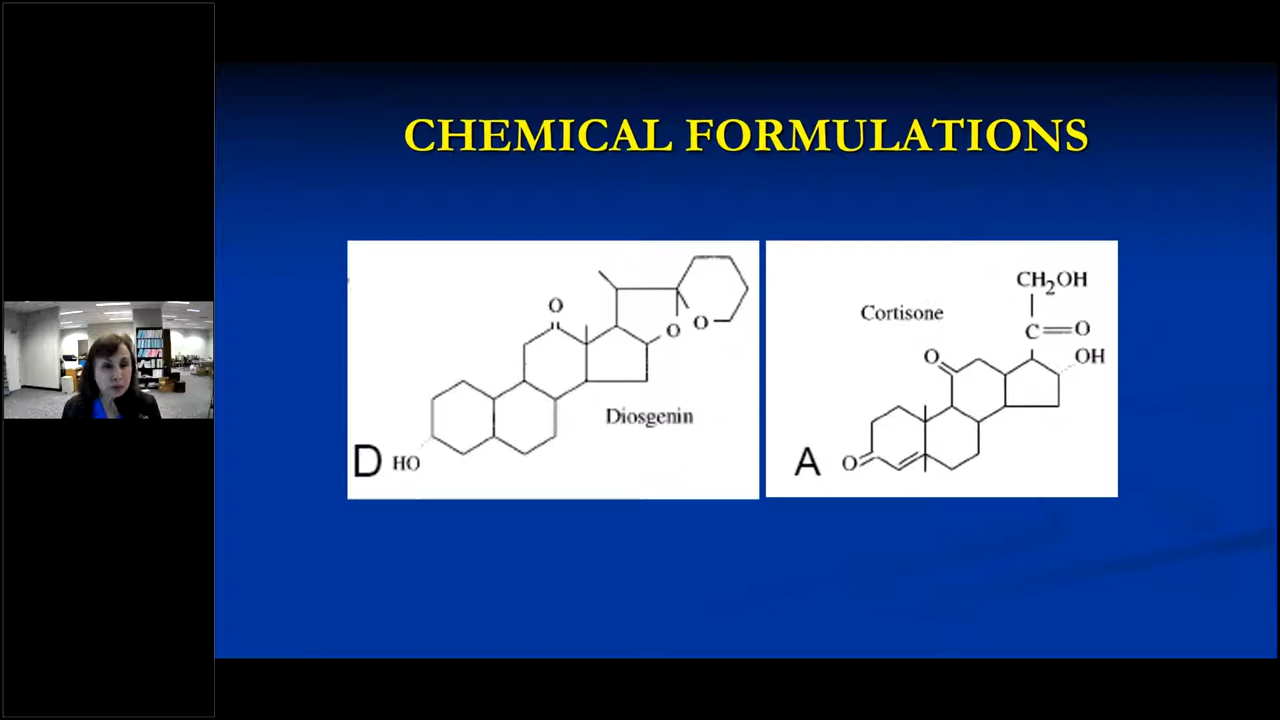 CHEMICAL FORMULATIONS
O
O
O
Diosgenin
D
HO
CH2OH
Cortisone
C
O
O
OH
A
O